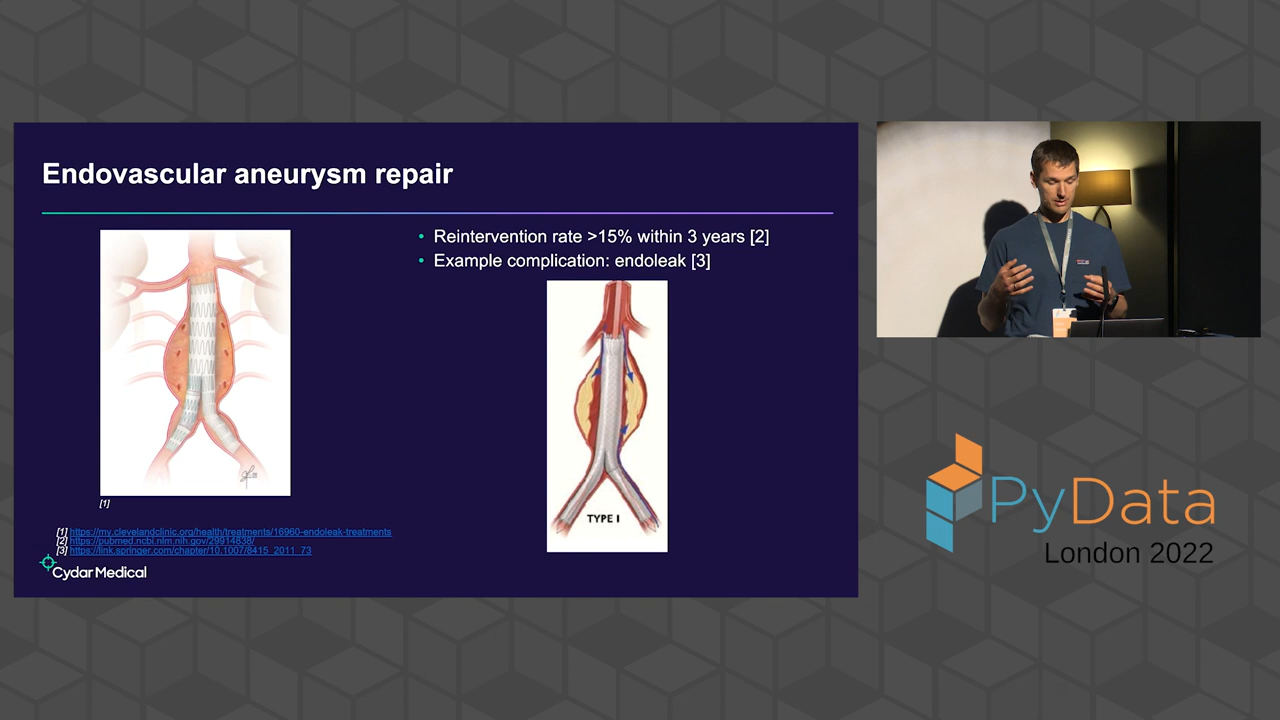 Endovascular aneurysm repair
• Reintervention rate >15% within 3 years [2]
• Example complication: endoleak [3]
TYPE I
[1]
[1] https://my.clevelandclinic.org/health/treatments/16960-endoleak-treatments
[2] https://pubmed.ncbi.nlm.nih.gov/29914838/
[3] https://link.springer.com/chapter/10.1007/8415_2011_73
Cydar Medical
PyData
London 2022